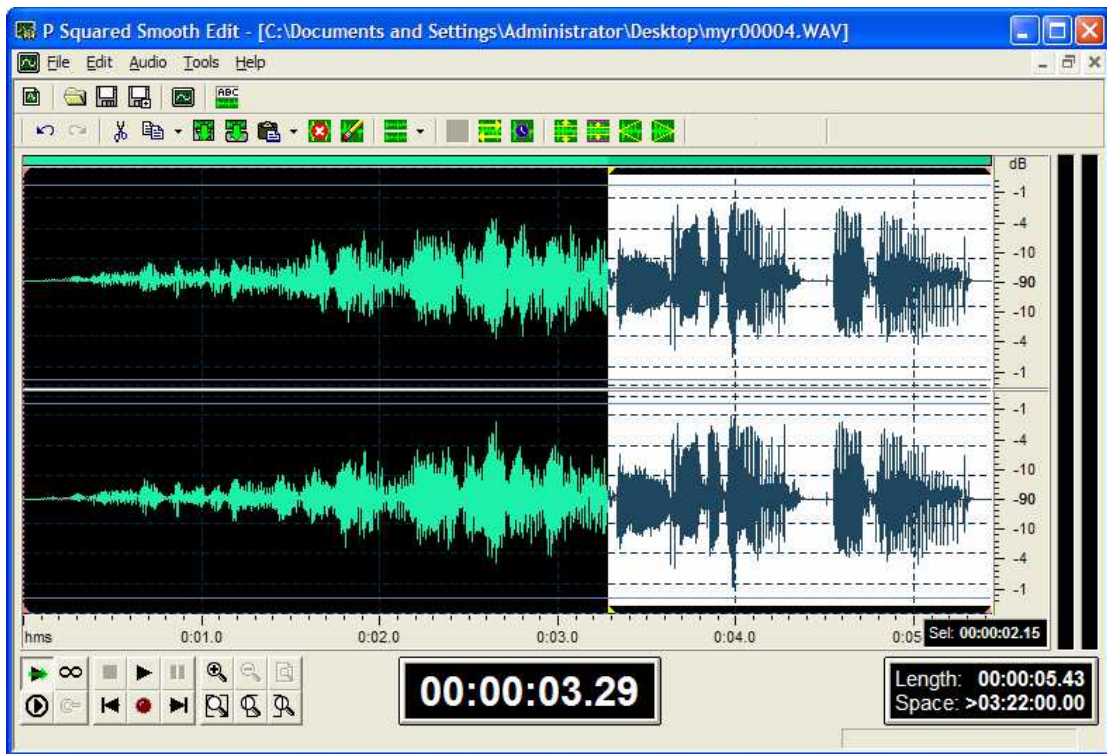 P Squared Smooth Edit - [C:\Documents and Settings\Administrator\Desktop\myr00004.WAV]
File Edit Audio Tools Help
ABC
dB
-1
-4
-10
-90
-10
-4
-1
-1
-4
-10
-90
-10
-4
-1
hms 0:01.0 0:02.0 0:03.0 0:04.0 0:05
Sel: 00:00:02.15
00:00:03.29
Length: 00:00:05.43
Space: >03:22:00.00